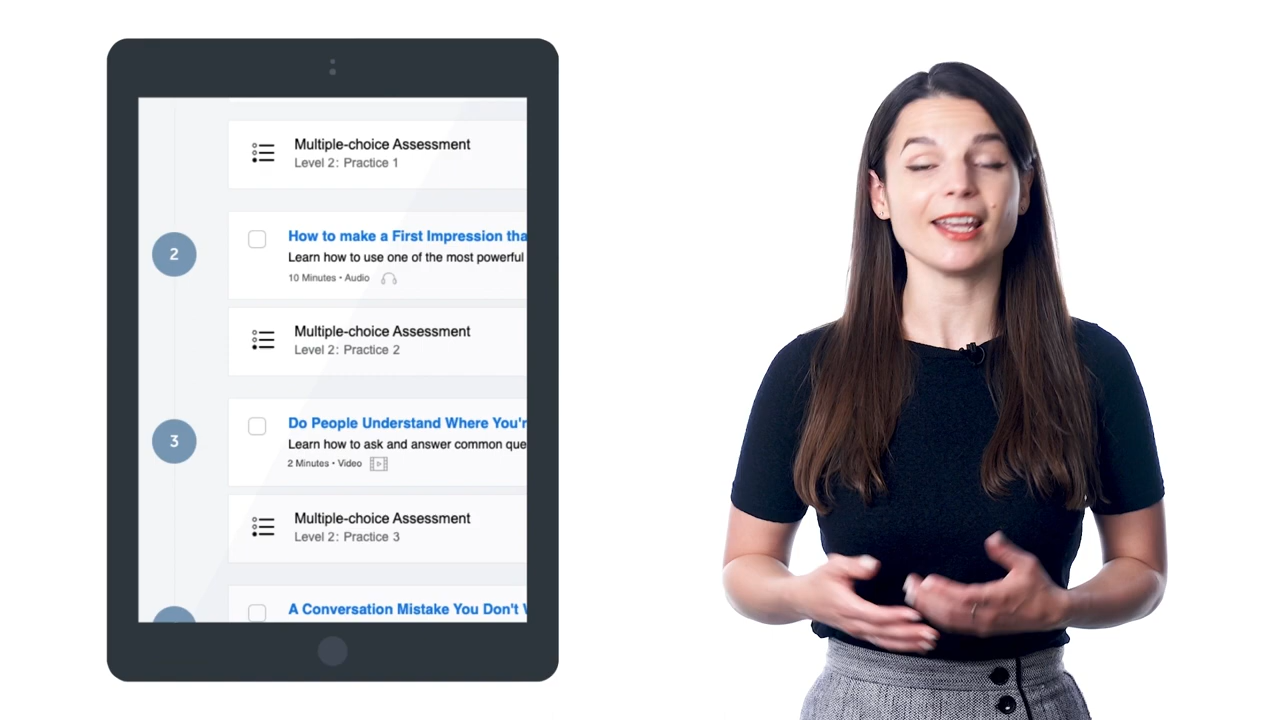 Multiple-choice Assessment
Level 2: Practice 1
2
How to make a First Impression tha
Learn how to use one of the most powerful
10 Minutes • Audio
Multiple-choice Assessment
Level 2: Practice 2
3
Do People Understand Where You'r
Learn how to ask and answer common que
2 Minutes • Video
Multiple-choice Assessment
Level 2: Practice 3
A Conversation Mistake You Don't